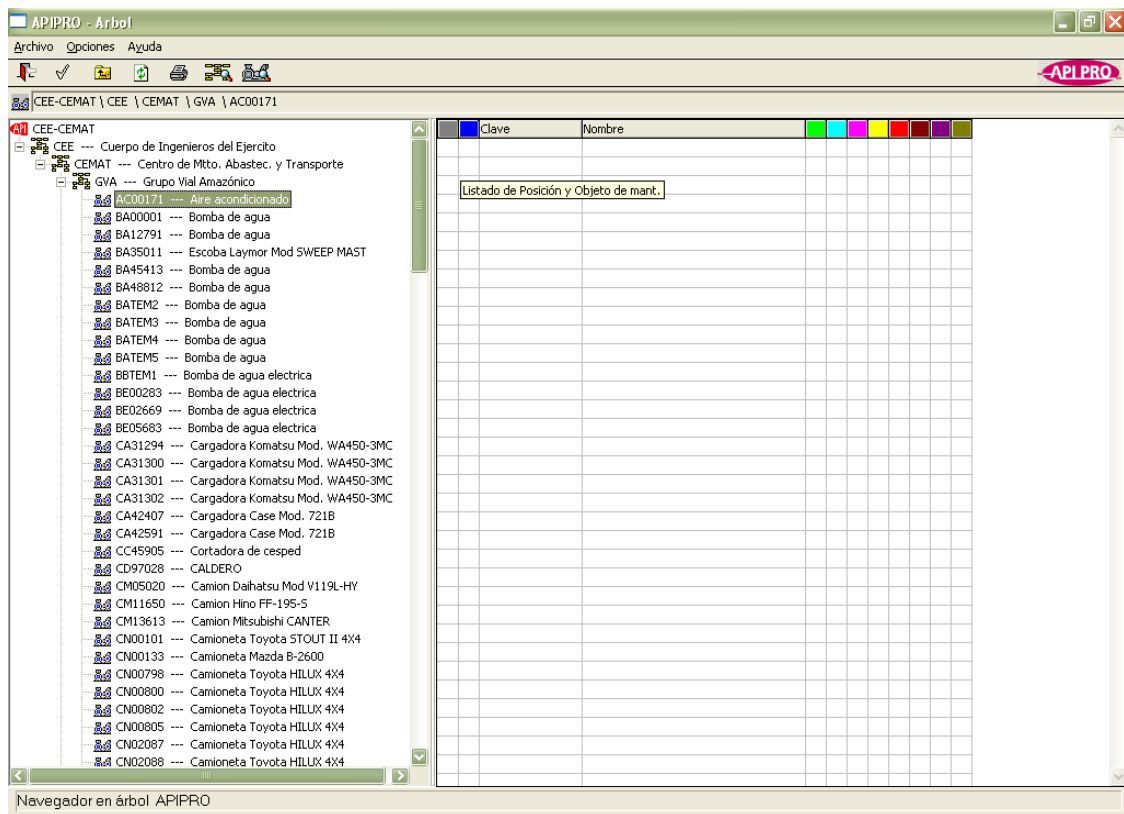 APIPRO - Arbol
Archivo Opciones Ayuda
API PRO
CEE-CEMAT \ CEE \ CEMAT \ GVA \ AC00171
API CEE-CEMAT
CEE --- Cuerpo de Ingenieros del Ejercito
CEMAT --- Centro de Mtto. Abastec. y Transporte
GVA --- Grupo Vial Amazónico
AC00171 --- Aire acondicionado
BA00001 --- Bomba de agua
BA12791 --- Bomba de agua
BA35011 --- Escoba Laymor Mod SWEEP MAST
BA45413 --- Bomba de agua
BA48812 --- Bomba de agua
BATEM2 --- Bomba de agua
BATEM3 --- Bomba de agua
BATEM4 --- Bomba de agua
BATEM5 --- Bomba de agua
BBTEM1 --- Bomba de agua electrica
BE00283 --- Bomba de agua electrica
BE02669 --- Bomba de agua electrica
BE05683 --- Bomba de agua electrica
CA31294 --- Cargadora Komatsu Mod. WA450-3MC
CA31300 --- Cargadora Komatsu Mod. WA450-3MC
CA31301 --- Cargadora Komatsu Mod. WA450-3MC
CA31302 --- Cargadora Komatsu Mod. WA450-3MC
CA42407 --- Cargadora Case Mod. 721B
CA42591 --- Cargadora Case Mod. 721B
CC45905 --- Cortadora de cesped
CD97028 --- CALDERO
CM05020 --- Camion Daihatsu Mod V119L-HY
CM11650 --- Camion Hino FF-195-S
CM13613 --- Camion Mitsubishi CANTER
CN00101 --- Camioneta Toyota STOUT II 4X4
CN00133 --- Camioneta Mazda B-2600
CN00798 --- Camioneta Toyota HILUX 4X4
CN00800 --- Camioneta Toyota HILUX 4X4
CN00802 --- Camioneta Toyota HILUX 4X4
CN00805 --- Camioneta Toyota HILUX 4X4
CN02087 --- Camioneta Toyota HILUX 4X4
CN02088 --- Camioneta Toyota HILUX 4X4
Clave Nombre
Listado de Posición y Objeto de mant.
Navegador en árbol APIPRO